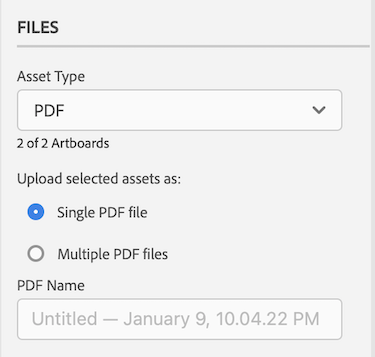 FILES
Asset Type
PDF
2 of 2 Artboards
Upload selected assets as:
Single PDF file
Multiple PDF files
PDF Name
Untitled — January 9, 10.04.22 PM